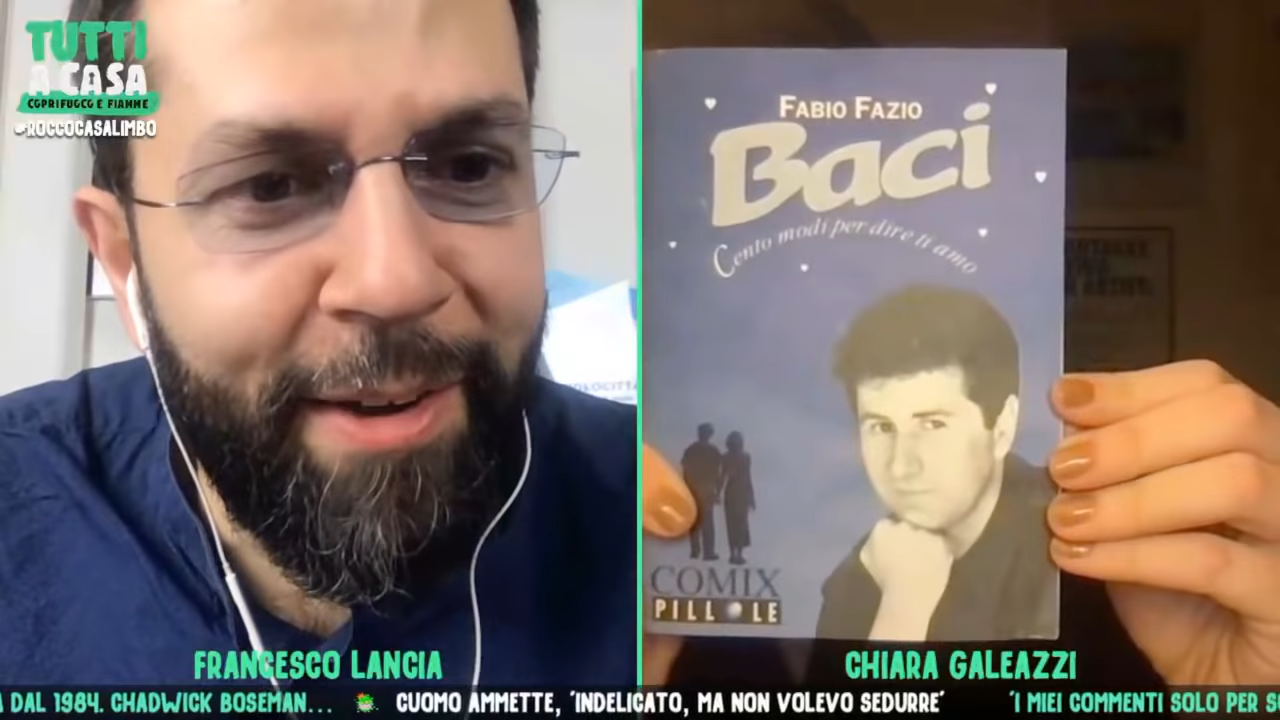 TUTTI
A CASA
COPRIFUOCO E FIAMME
#ROCCOCASALIMBO
FABIO FAZIO
Baci
Cento modi per dire ti amo
COMIX
PILLOLE
FRANCESCO LANCIA
CHIARA GALEAZZI
A DAL 1984. CHADWICK BOSEMAN... CUOMO AMMETTE, 'INDELICATO, MA NON VOLEVO SEDURRE' 'I MIEI COMMENTI SOLO PER